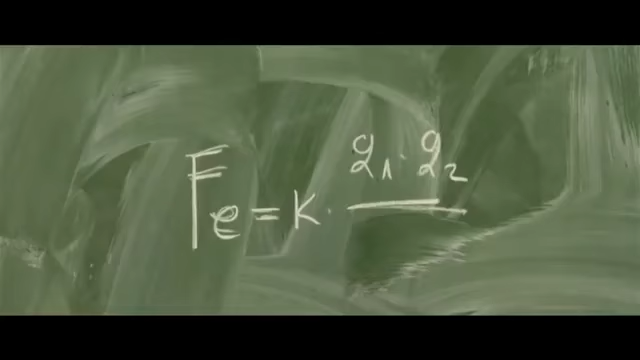 Fe = K · q₁ · q₂